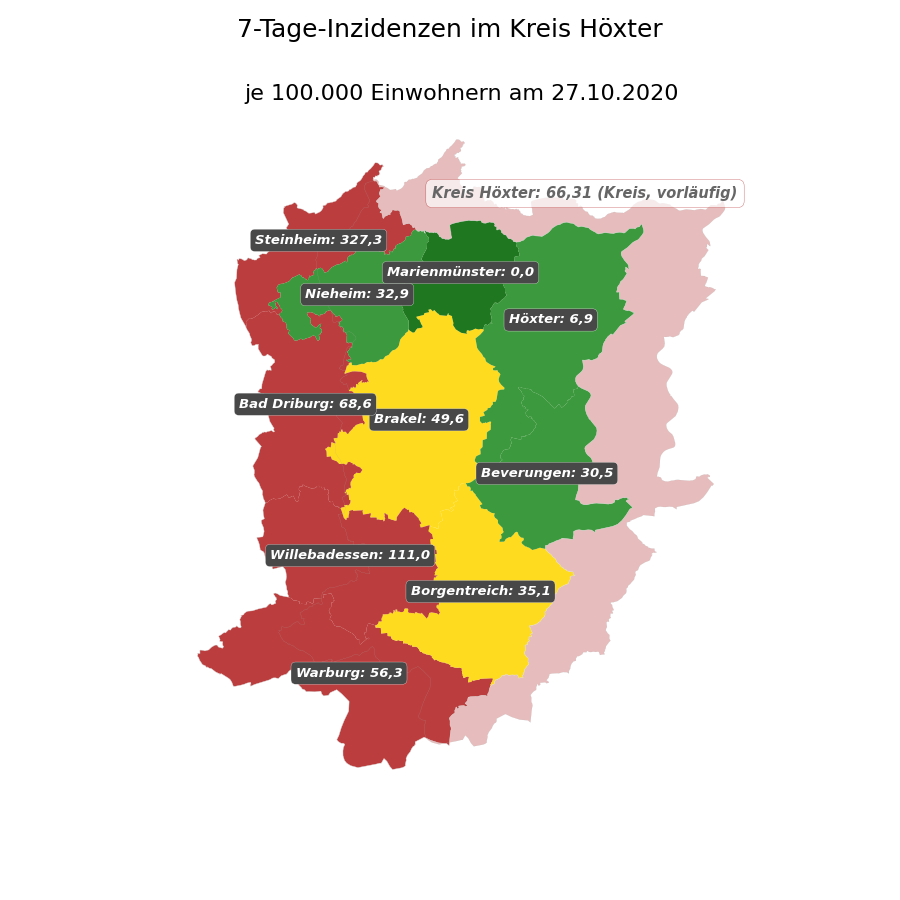 7-Tage-Inzidenzen im Kreis Höxter
je 100.000 Einwohnern am 27.10.2020
Kreis Höxter: 66,31 (Kreis, vorläufig)
Steinheim: 327,3
Marienmünster: 0,0
Nieheim: 32,9
Höxter: 6,9
Bad Driburg: 68,6
Brakel: 49,6
Beverungen: 30,5
Willebadessen: 111,0
Borgentreich: 35,1
Warburg: 56,3